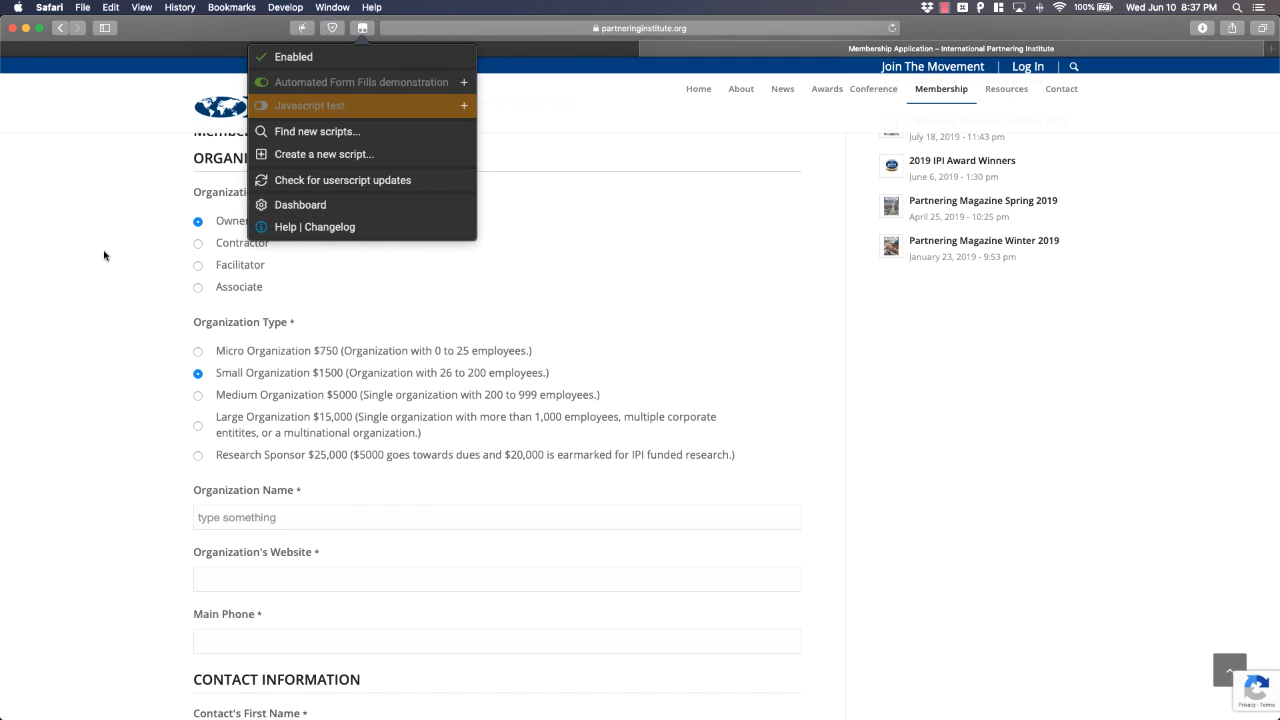 Safari File Edit View History Bookmarks Develop Window Help
100% Wed Jun 10 8:37 PM
partneringinstitute.org
Membership Application – International Partnering Institute
Join The Movement | Log In
Home About News Awards Conference Membership Resources Contact
Enabled
Automated Form Fills demonstration +
Javascript test +
Find new scripts...
Create a new script...
Check for userscript updates
Dashboard
Help | Changelog
ORGANI
Organizatio
Owner
Contractor
Facilitator
Associate
Organization Type *
Micro Organization $750 (Organization with 0 to 25 employees.)
Small Organization $1500 (Organization with 26 to 200 employees.)
Medium Organization $5000 (Single organization with 200 to 999 employees.)
Large Organization $15,000 (Single organization with more than 1,000 employees, multiple corporate
entitites, or a multinational organization.)
Research Sponsor $25,000 ($5000 goes towards dues and $20,000 is earmarked for IPI funded research.)
Organization Name *
type something
Organization's Website *
Main Phone *
CONTACT INFORMATION
Contact's First Name *
Partnering Magazine Summer 2019
July 18, 2019 - 11:43 pm
2019 IPI Award Winners
June 6, 2019 - 1:30 pm
Partnering Magazine Spring 2019
April 25, 2019 - 10:25 pm
Partnering Magazine Winter 2019
January 23, 2019 - 9:53 pm
Privacy - Terms